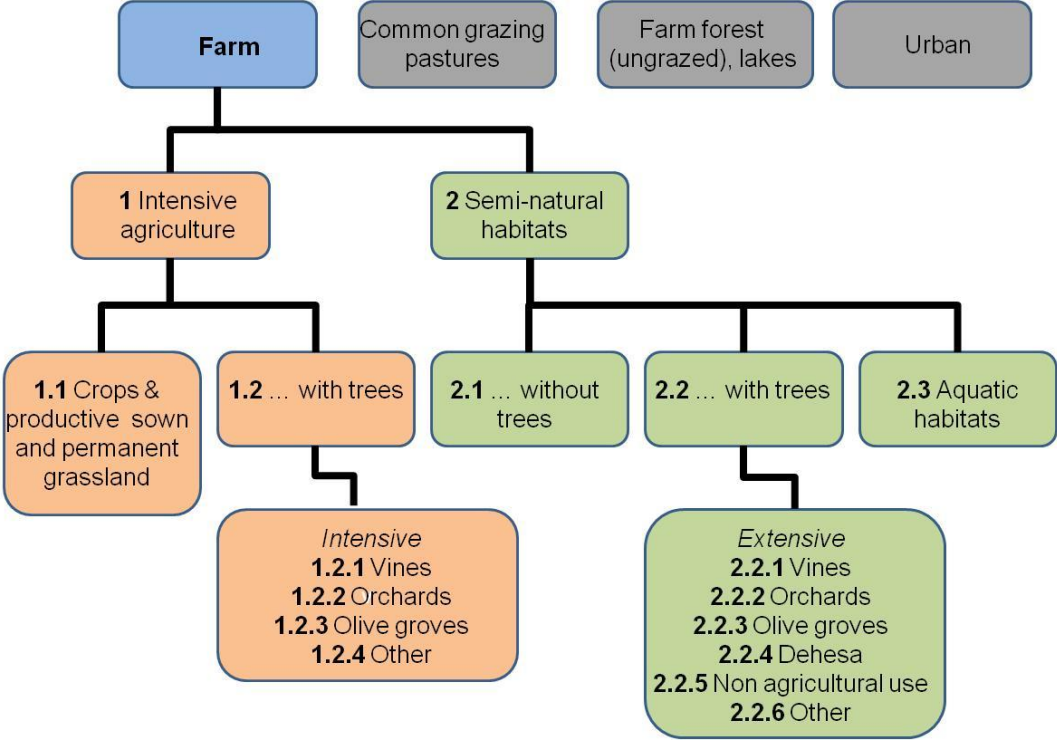 Farm
Common grazing
pastures
Farm forest
(ungrazed), lakes
Urban
1 Intensive
agriculture
2 Semi-natural
habitats
1.1 Crops &
productive sown
and permanent
grassland
1.2 ... with trees
2.1 ... without
trees
2.2 ... with trees
2.3 Aquatic
habitats
Intensive
1.2.1 Vines
1.2.2 Orchards
1.2.3 Olive groves
1.2.4 Other
Extensive
2.2.1 Vines
2.2.2 Orchards
2.2.3 Olive groves
2.2.4 Dehesa
2.2.5 Non agricultural use
2.2.6 Other